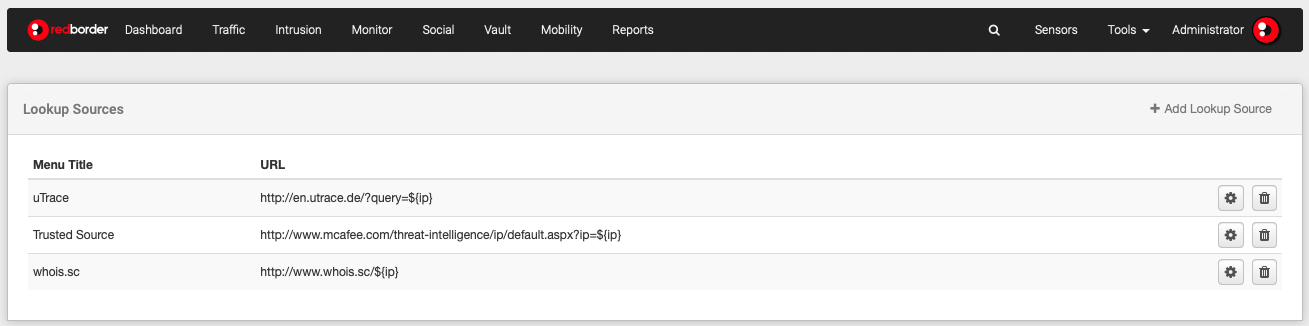 redborder Dashboard Traffic Intrusion Monitor Social Vault Mobility Reports Sensors Tools Administrator
Lookup Sources + Add Lookup Source
Menu Title URL
uTrace http://en.utrace.de/?query=${ip}
Trusted Source http://www.mcafee.com/threat-intelligence/ip/default.aspx?ip=${ip}
whois.sc http://www.whois.sc/${ip}